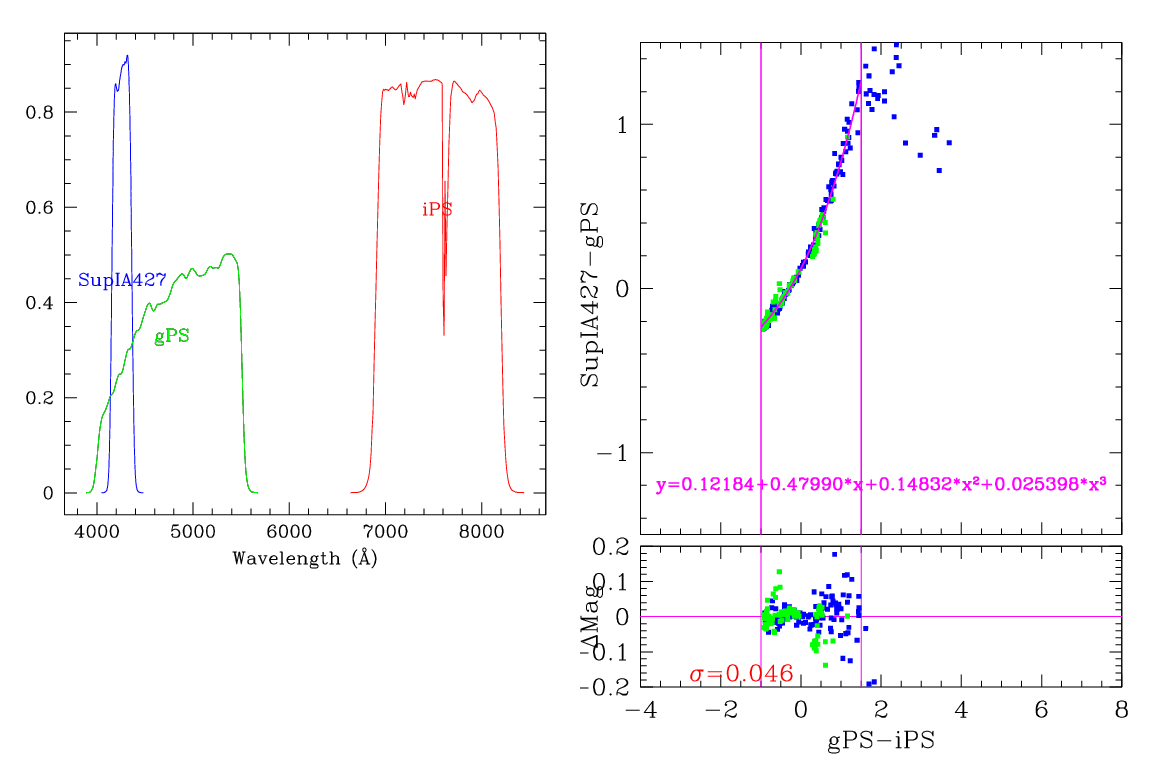 0.8
0.6
0.4
0.2
0
SupIA427
gPS
iPS
4000 5000 6000 7000 8000
Wavelength (Å)
1
0
−1
SupIA427−gPS
y=0.12184+0.47990*x+0.14832*x²+0.025398*x³
0.2
0.1
0
-0.1
-0.2
ΔMag
σ=0.046
−4 −2 0 2 4 6 8
gPS−iPS